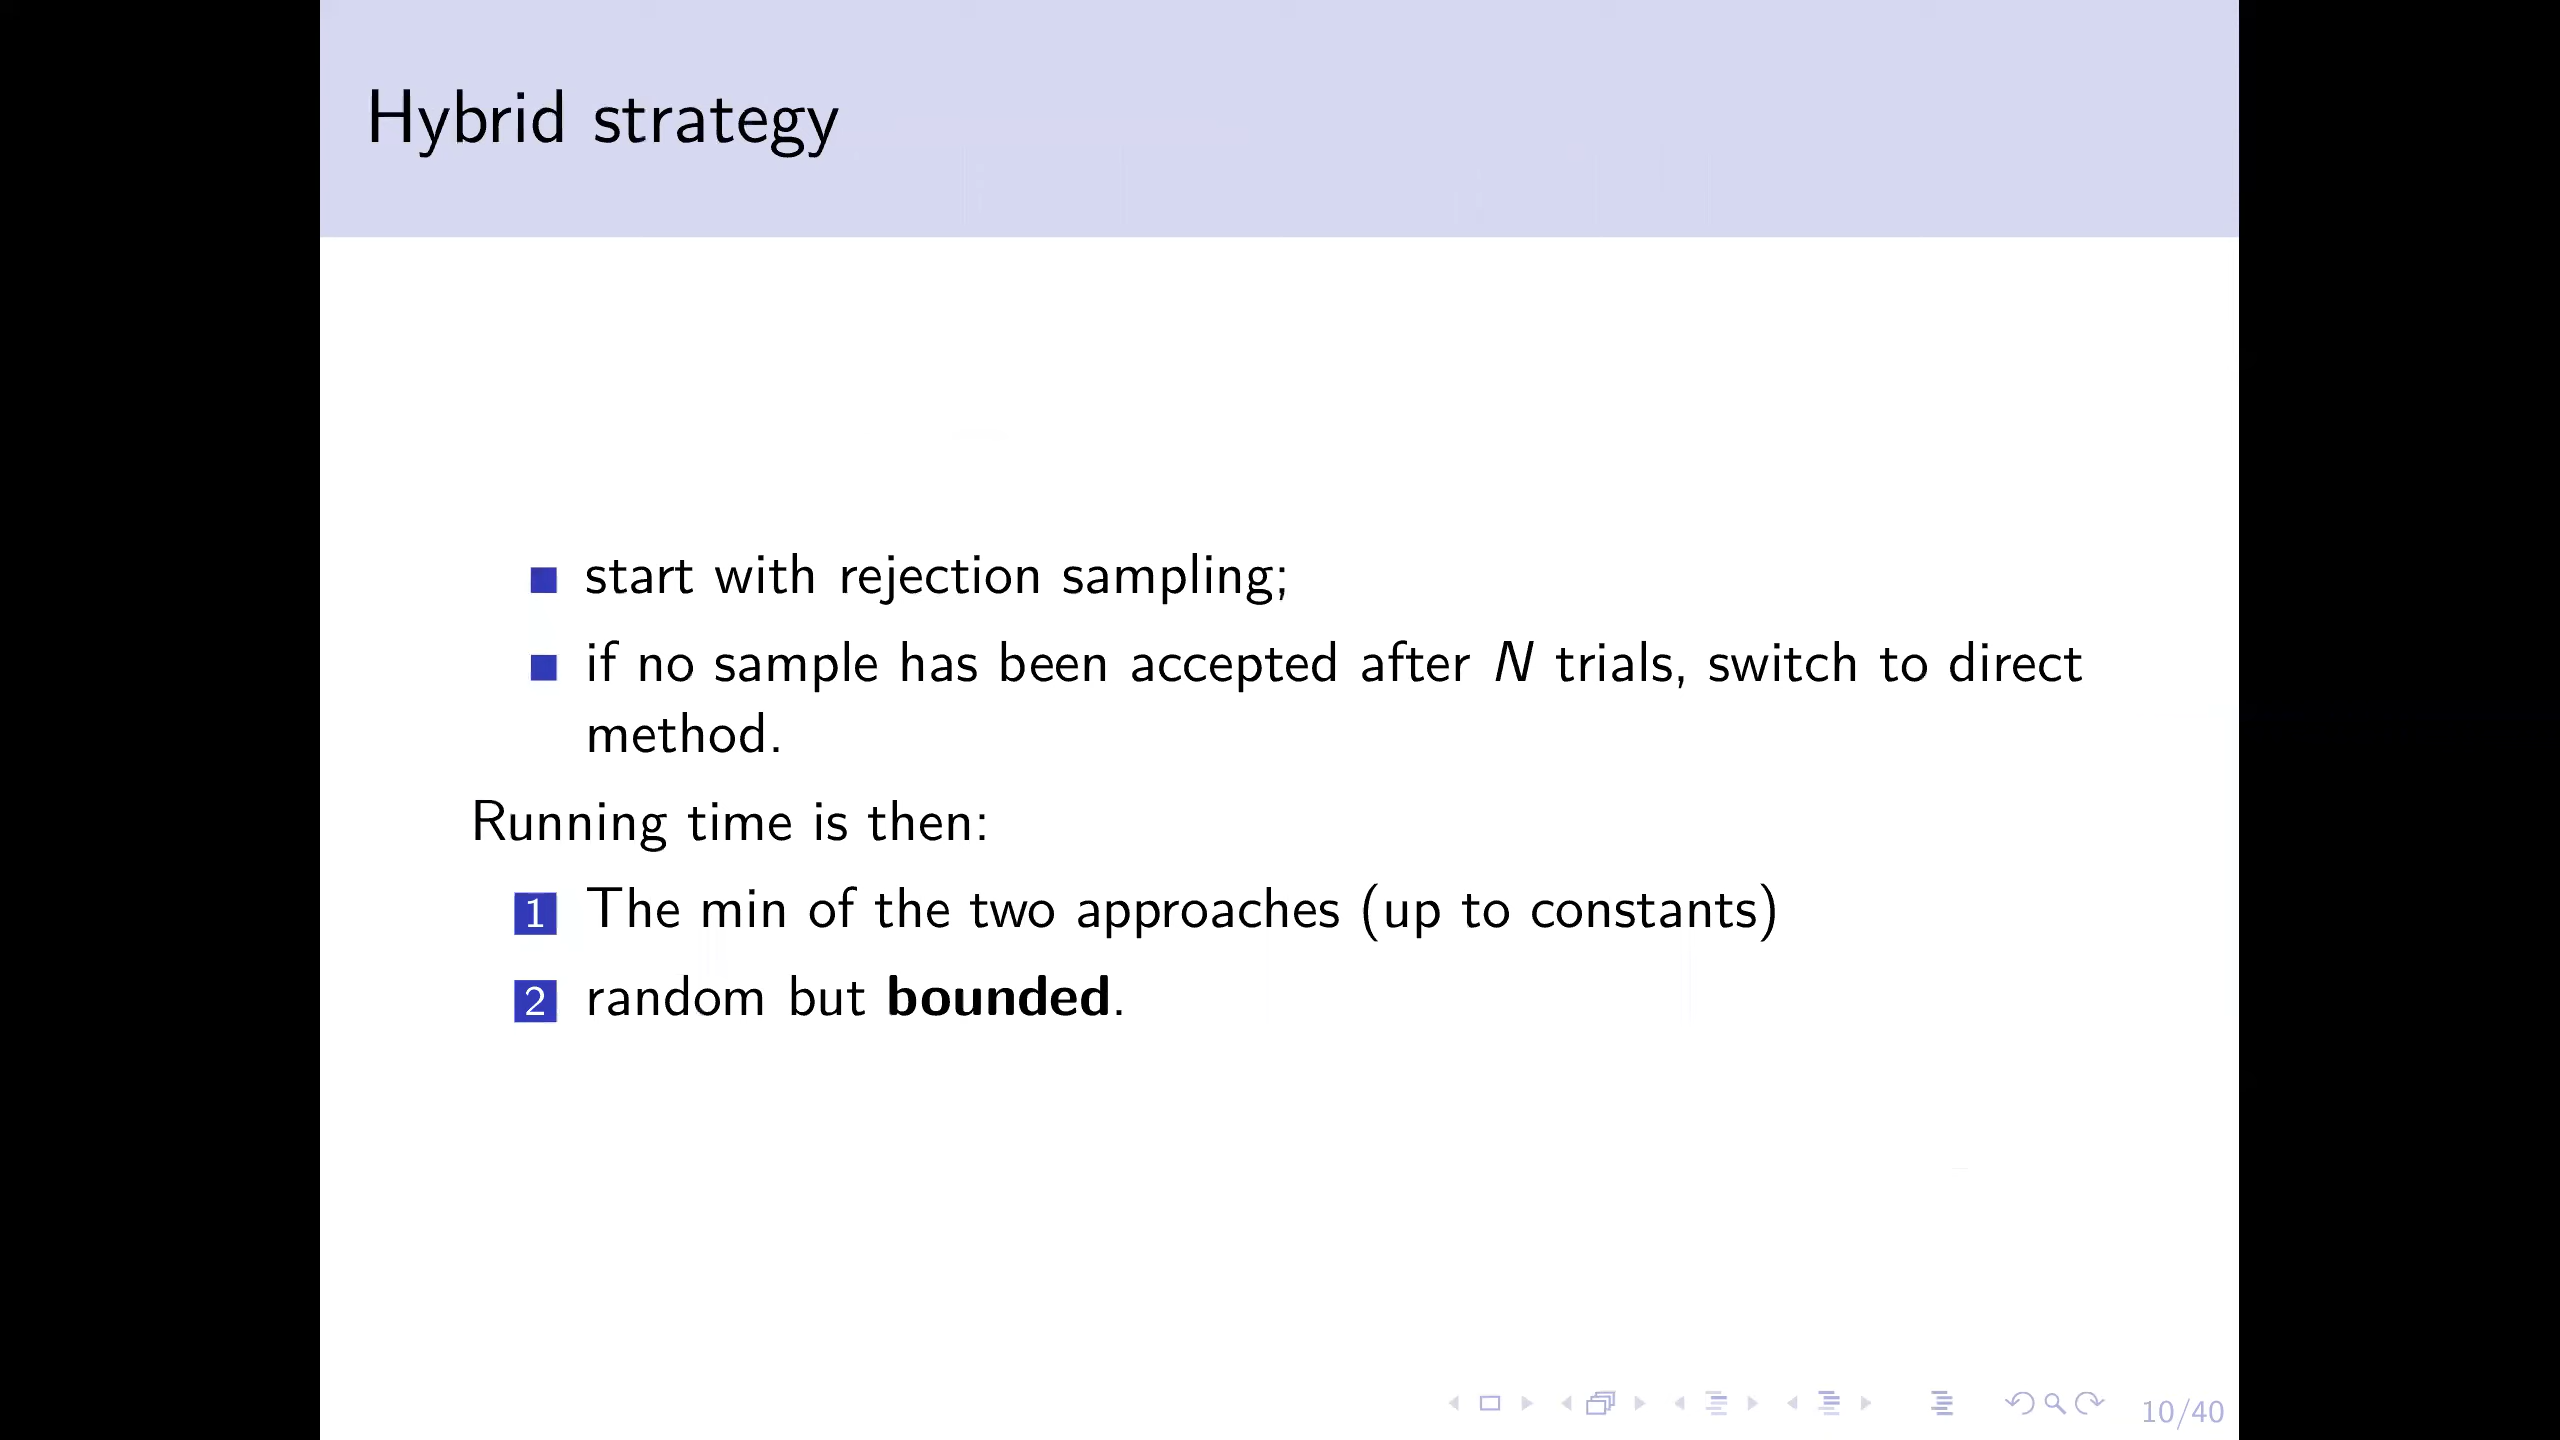 Hybrid strategy
start with rejection sampling;
if no sample has been accepted after N trials, switch to direct
method.
Running time is then:
1 The min of the two approaches (up to constants)
2 random but bounded.
10/40